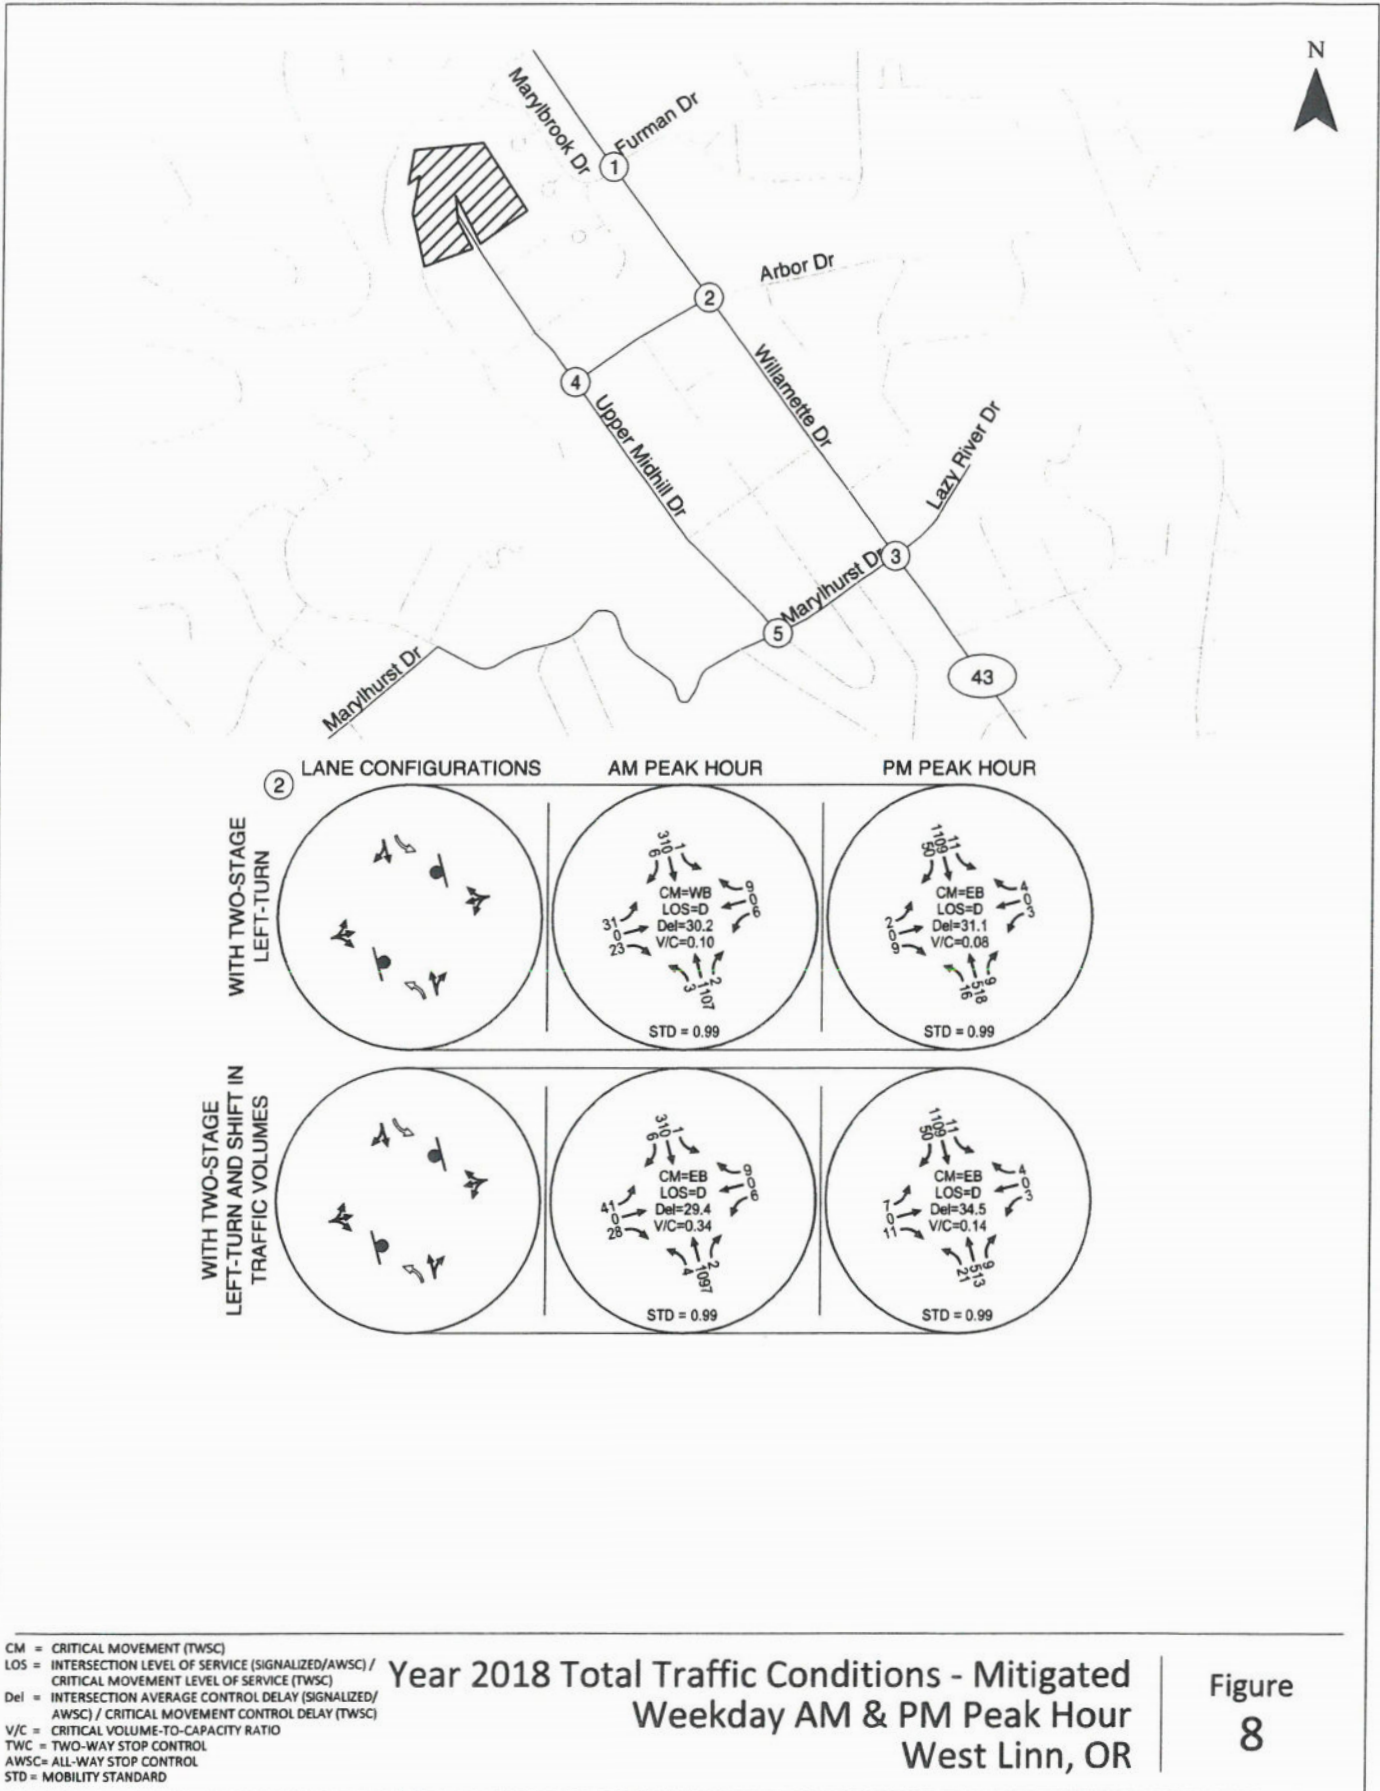 N
Marylbrook Dr
Furman Dr
1
Arbor Dr
2
Willamette Dr
4
Upper Midhill Dr
Lazy River Dr
3
Marylhurst Dr
5
43
Marylhurst Dr
2
LANE CONFIGURATIONS
AM PEAK HOUR
PM PEAK HOUR
WITH TWO-STAGE
LEFT-TURN
6
310
1
9
0
6
CM=WB
LOS=D
Del=30.2
V/C=0.10
31
0
23
3
1107
2
STD = 0.99
50
1109
11
4
0
3
CM=EB
LOS=D
Del=31.1
V/C=0.08
2
0
9
16
518
9
STD = 0.99
WITH TWO-STAGE
LEFT-TURN AND SHIFT IN
TRAFFIC VOLUMES
6
310
1
9
0
6
CM=EB
LOS=D
Del=29.4
V/C=0.34
41
0
28
4
1097
2
STD = 0.99
50
1109
11
4
0
3
CM=EB
LOS=D
Del=34.5
V/C=0.14
7
0
11
21
513
9
STD = 0.99
CM = CRITICAL MOVEMENT (TWSC)
LOS = INTERSECTION LEVEL OF SERVICE (SIGNALIZED/AWSC) /
CRITICAL MOVEMENT LEVEL OF SERVICE (TWSC)
Del = INTERSECTION AVERAGE CONTROL DELAY (SIGNALIZED/
AWSC) / CRITICAL MOVEMENT CONTROL DELAY (TWSC)
V/C = CRITICAL VOLUME-TO-CAPACITY RATIO
TWC = TWO-WAY STOP CONTROL
AWSC= ALL-WAY STOP CONTROL
STD = MOBILITY STANDARD
Year 2018 Total Traffic Conditions - Mitigated
Weekday AM & PM Peak Hour
West Linn, OR
Figure
8